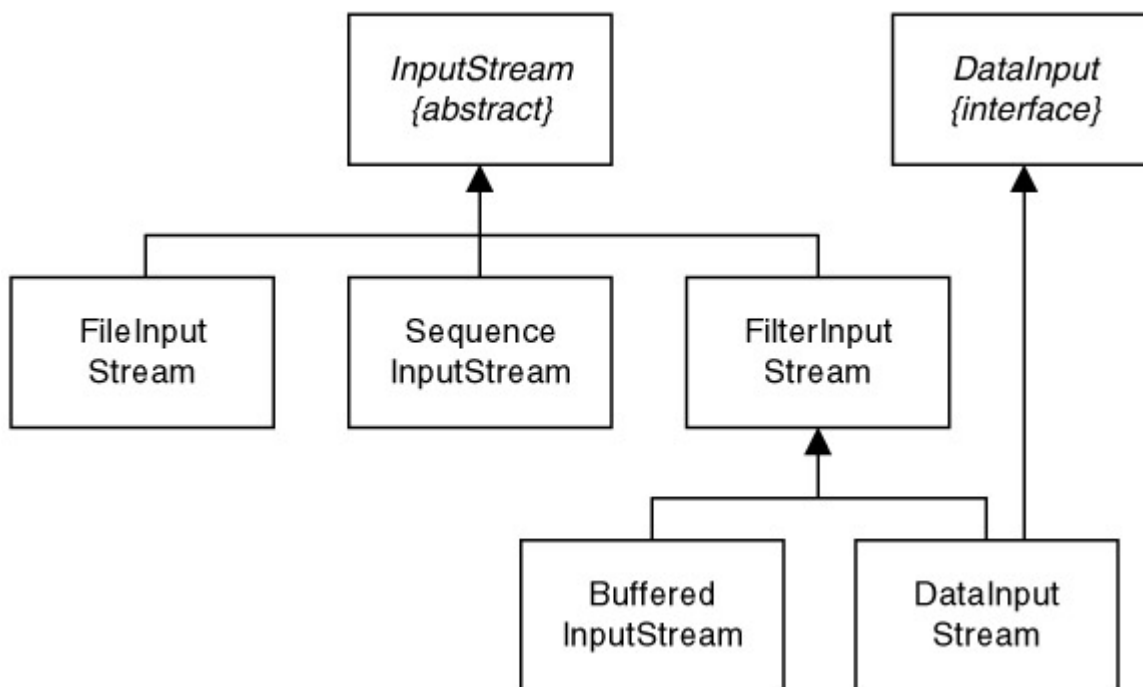 InputStream
{abstract}
DataInput
{interface}
FileInput
Stream
Sequence
InputStream
FilterInput
Stream
Buffered
InputStream
DataInput
Stream